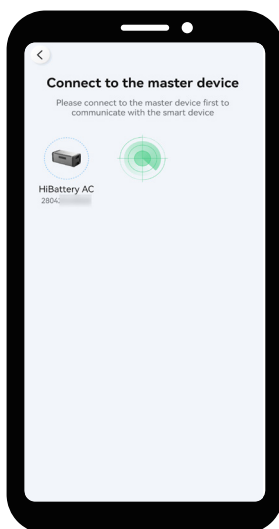 Connect to the master device
Please connect to the master device first to
communicate with the smart device
HiBattery AC
2804